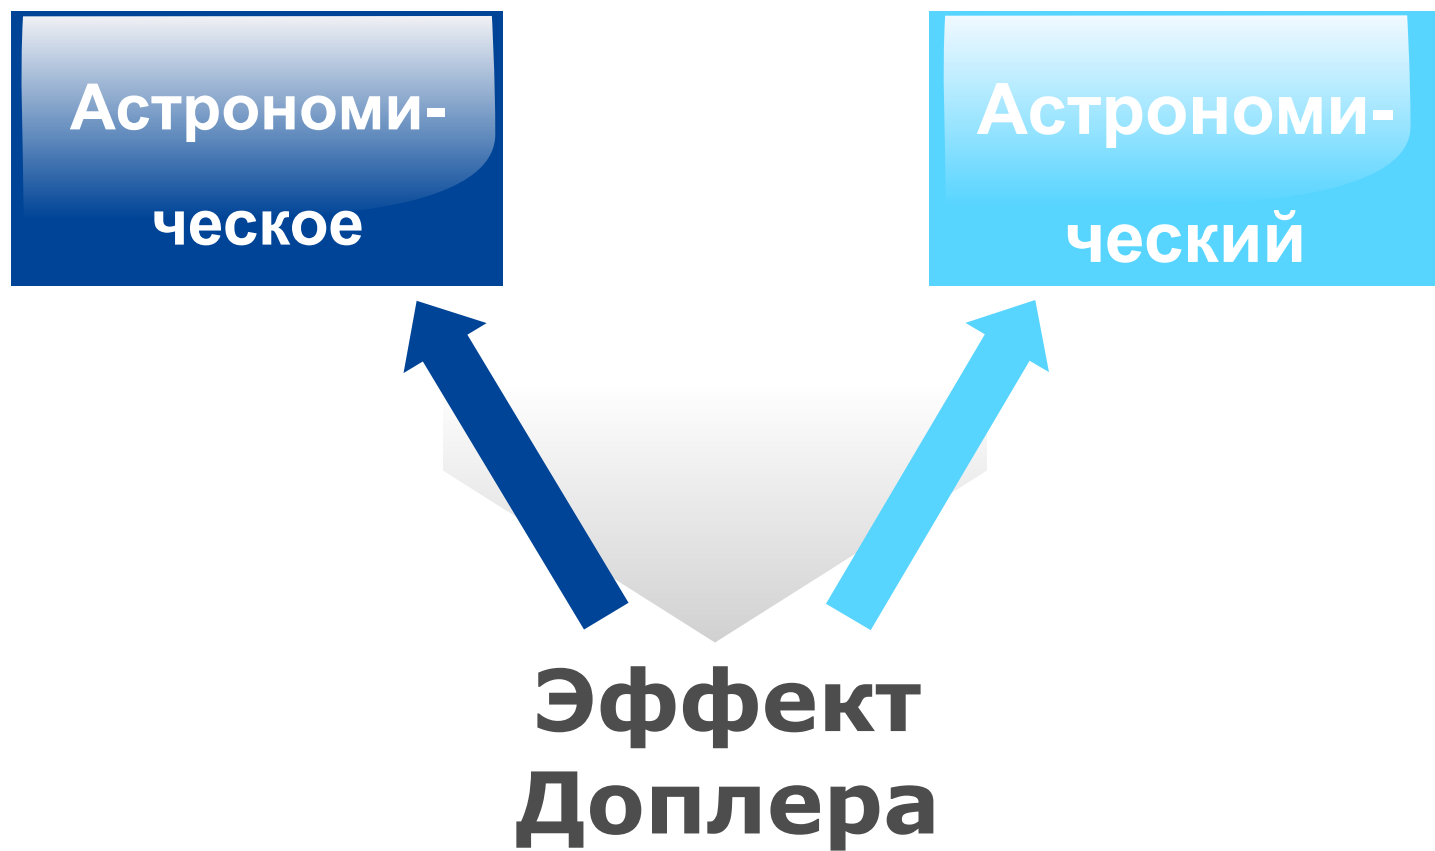 Астрономи-
ческое
Астрономи-
ческий
Эффект
Доплера